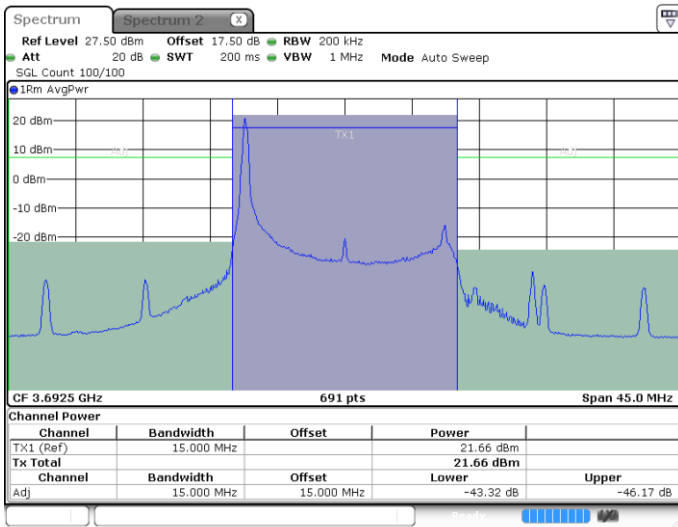 Spectrum Spectrum 2 X
Ref Level 27.50 dBm Offset 17.50 dB RBW 200 kHz
Att 20 dB SWT 200 ms VBW 1 MHz Mode Auto Sweep
SGL Count 100/100
1Rm AvgPwr
20 dBm
TX1
10 dBm
Adj Adj
0 dBm
-10 dBm
-20 dBm
CF 3.6925 GHz 691 pts Span 45.0 MHz
Channel Power
Channel Bandwidth Offset Power
TX1 (Ref) 15.000 MHz 21.66 dBm
Tx Total 21.66 dBm
Channel Bandwidth Offset Lower Upper
Adj 15.000 MHz 15.000 MHz -43.32 dB -46.17 dB
Ready